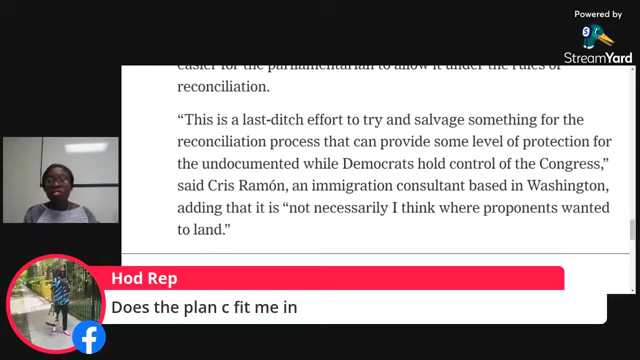 Powered by
StreamYard
easier for the parliamentarian to allow it under the rules of
reconciliation.
“This is a last-ditch effort to try and salvage something for the
reconciliation process that can provide some level of protection for
the undocumented while Democrats hold control of the Congress,”
said Cris Ramón, an immigration consultant based in Washington,
adding that it is “not necessarily I think where proponents wanted
to land.”
Hod Rep
Does the plan c fit me in